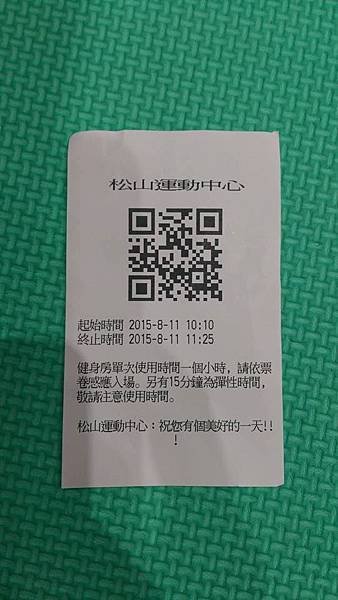 松山運動中心
起始時間 2015-8-11 10:10
終止時間 2015-8-11 11:25
健身房單次使用時間一個小時，請依票
卷感應入場。另有15分鐘為彈性時間，
敬請注意使用時間。
松山運動中心：祝您有個美好的一天!!
!